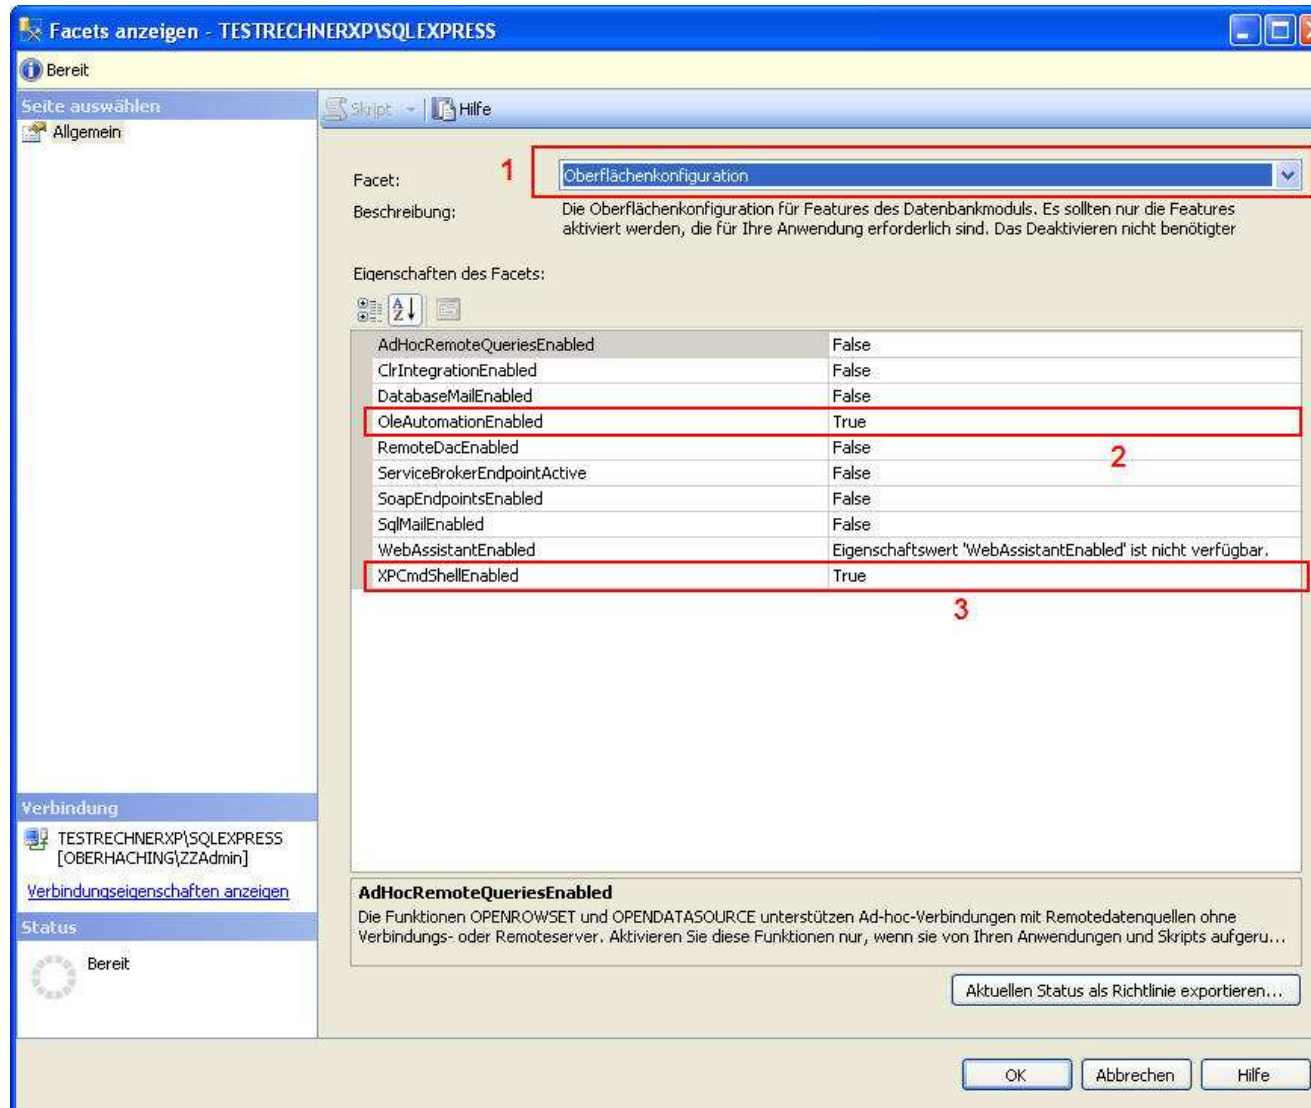 Facets anzeigen - TESTRECHNERXP\SQLEXPRESS
Bereit
Seite auswählen
Allgemein
Skript
Hilfe
1
Facet:
Oberflächenkonfiguration
Beschreibung:
Die Oberflächenkonfiguration für Features des Datenbankmoduls. Es sollten nur die Features
aktiviert werden, die für Ihre Anwendung erforderlich sind. Das Deaktivieren nicht benötigter
Eigenschaften des Facets:
AdHocRemoteQueriesEnabled False
ClrIntegrationEnabled False
DatabaseMailEnabled False
OleAutomationEnabled True
RemoteDacEnabled False
2
ServiceBrokerEndpointActive False
SoapEndpointsEnabled False
SqlMailEnabled False
WebAssistantEnabled Eigenschaftswert 'WebAssistantEnabled' ist nicht verfügbar.
XPCmdShellEnabled True
3
Verbindung
TESTRECHNERXP\SQLEXPRESS
[OBERHACHING\ZZAdmin]
Verbindungseigenschaften anzeigen
Status
Bereit
AdHocRemoteQueriesEnabled
Die Funktionen OPENROWSET und OPENDATASOURCE unterstützen Ad-hoc-Verbindungen mit Remotedatenquellen ohne
Verbindungs- oder Remoteserver. Aktivieren Sie diese Funktionen nur, wenn sie von Ihren Anwendungen und Skripts aufgeru...
Aktuellen Status als Richtlinie exportieren...
OK
Abbrechen
Hilfe